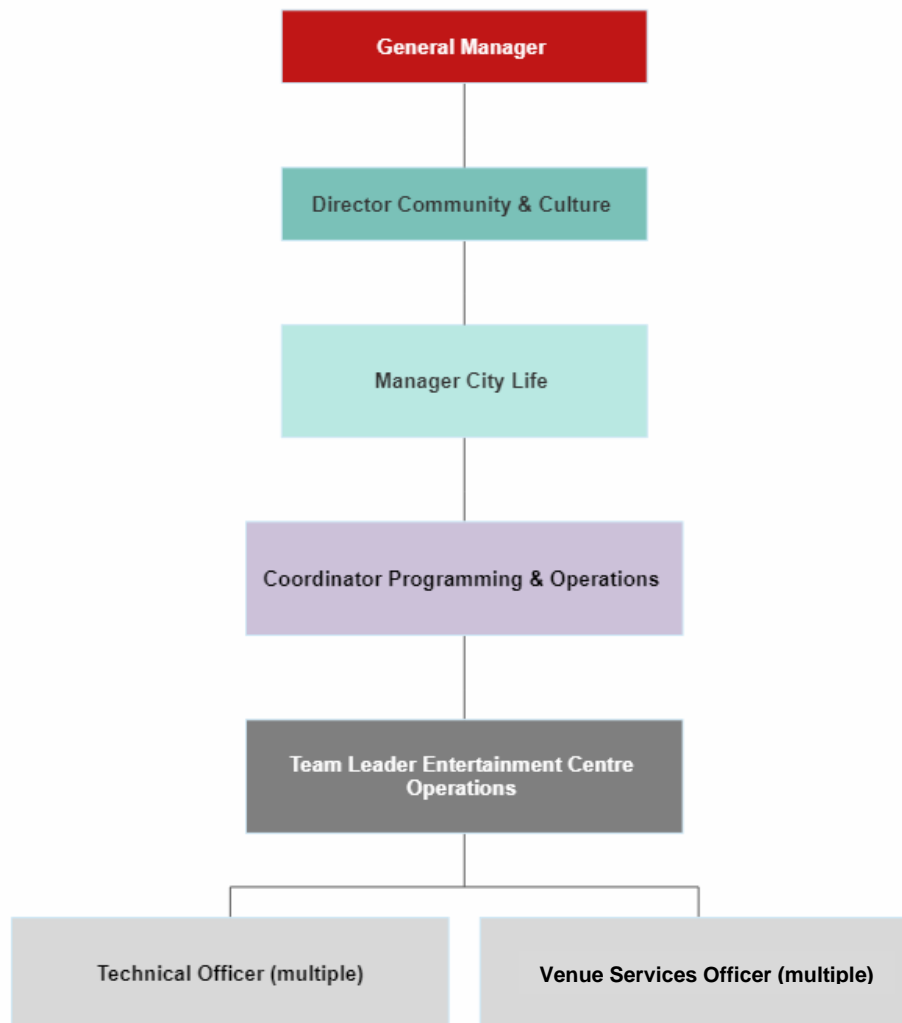 General Manager
Director Community & Culture
Manager City Life
Coordinator Programming & Operations
Team Leader Entertainment Centre
Operations
Technical Officer (multiple)
Venue Services Officer (multiple)